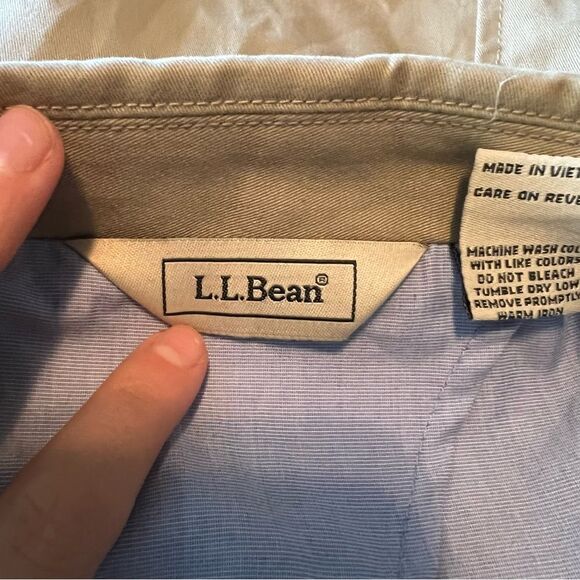 L.L.Bean®
MADE IN VIET
CARE ON REVE
MACHINE WASH COL
WITH LIKE COLORS
DO NOT BLEACH
TUMBLE DRY LOW
REMOVE PROMPTL
WARM IRON